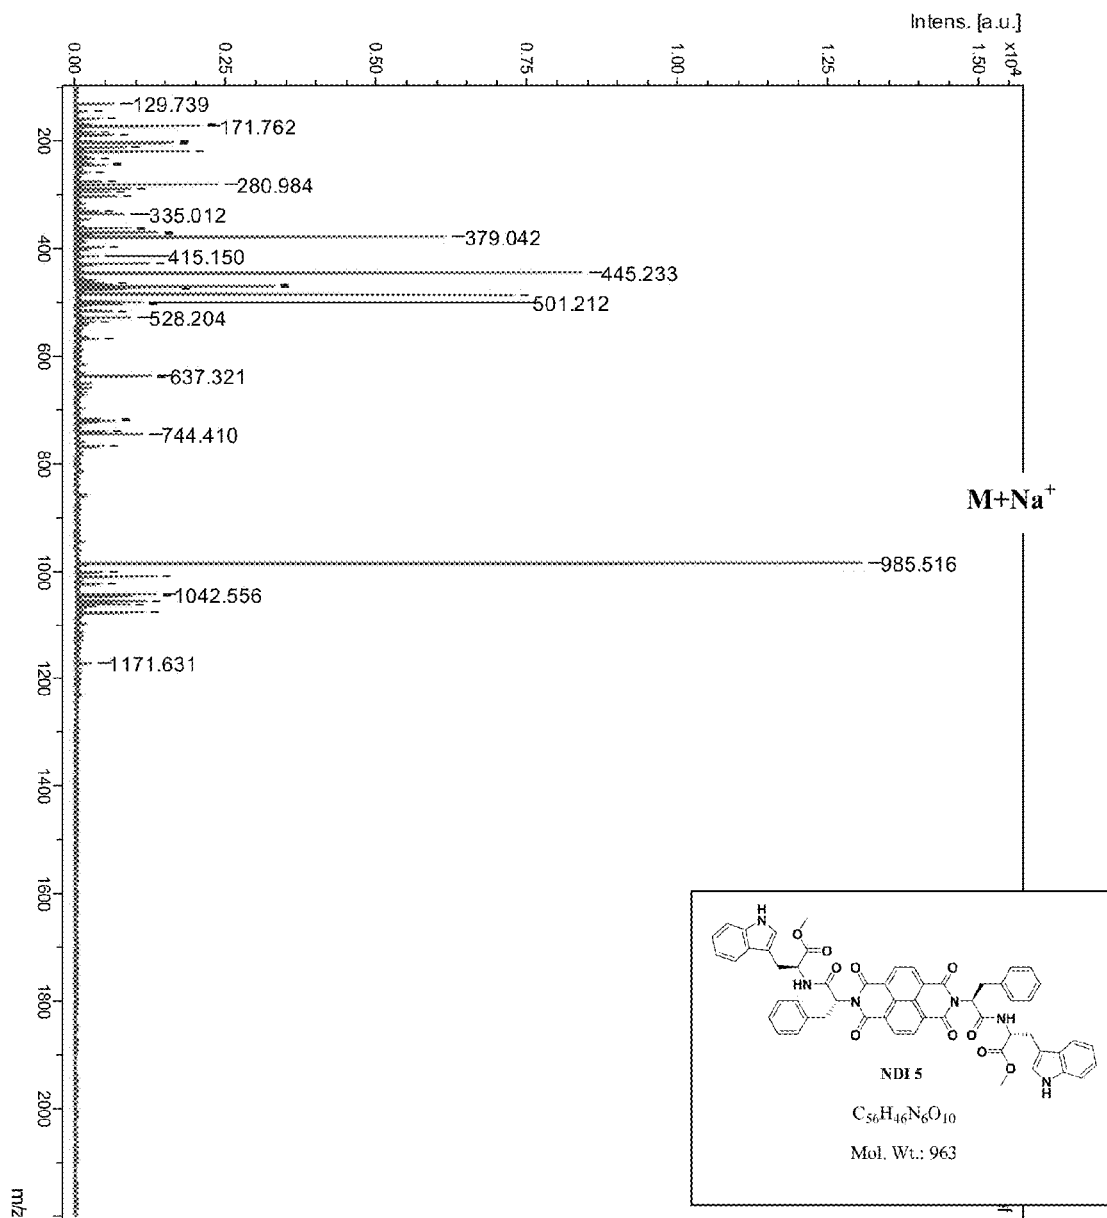 Intens. [a.u.]
x10⁴
0.00
0.25
0.50
0.75
1.00
1.25
1.50
129.739
171.762
280.984
335.012
379.042
415.150
445.233
501.212
528.204
637.321
744.410
985.516
1042.556
1171.631
M+Na⁺
200
400
600
800
1000
1200
1400
1600
1800
2000
m/z
H
N
O
O
O
O
O
HN
N
N
O
O
O
NH
O
O
N
H
NDI 5
C₅₆H₄₆N₆O₁₀
Mol. Wt.: 963